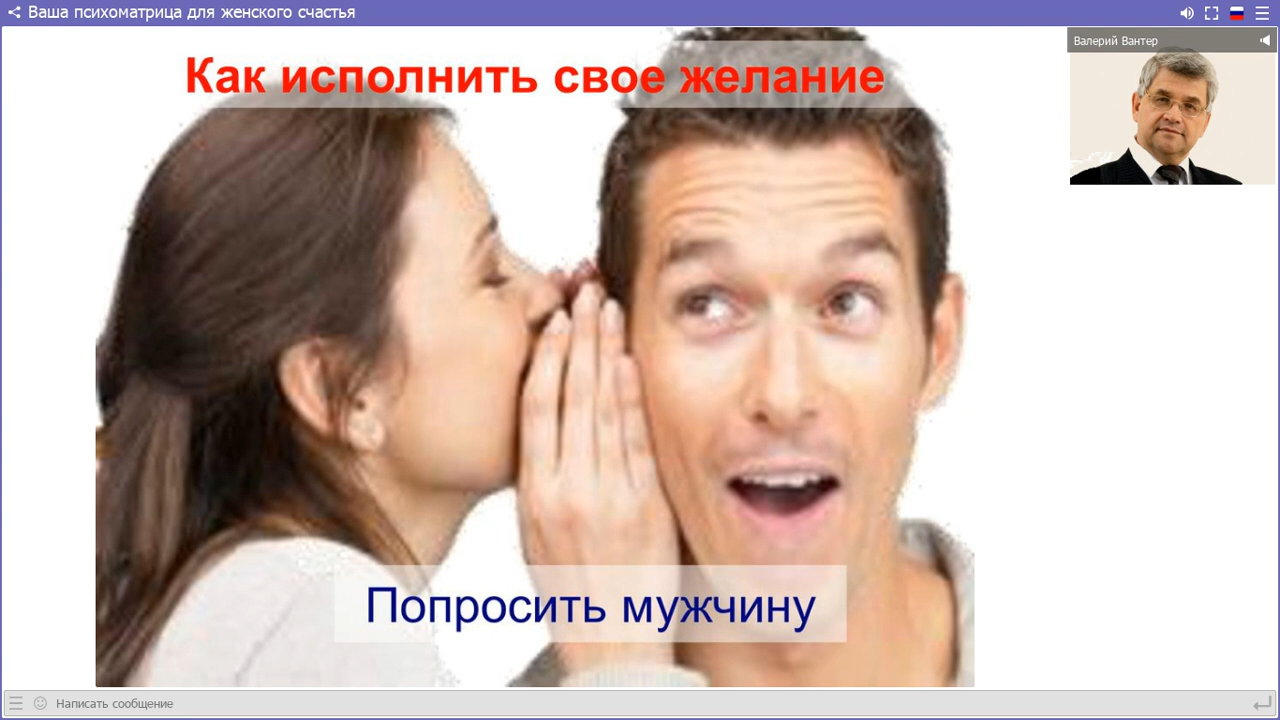 Ваша психоматрица для женского счастья
Валерий Вантер
Как исполнить свое желание
Попросить мужчину
Написать сообщение